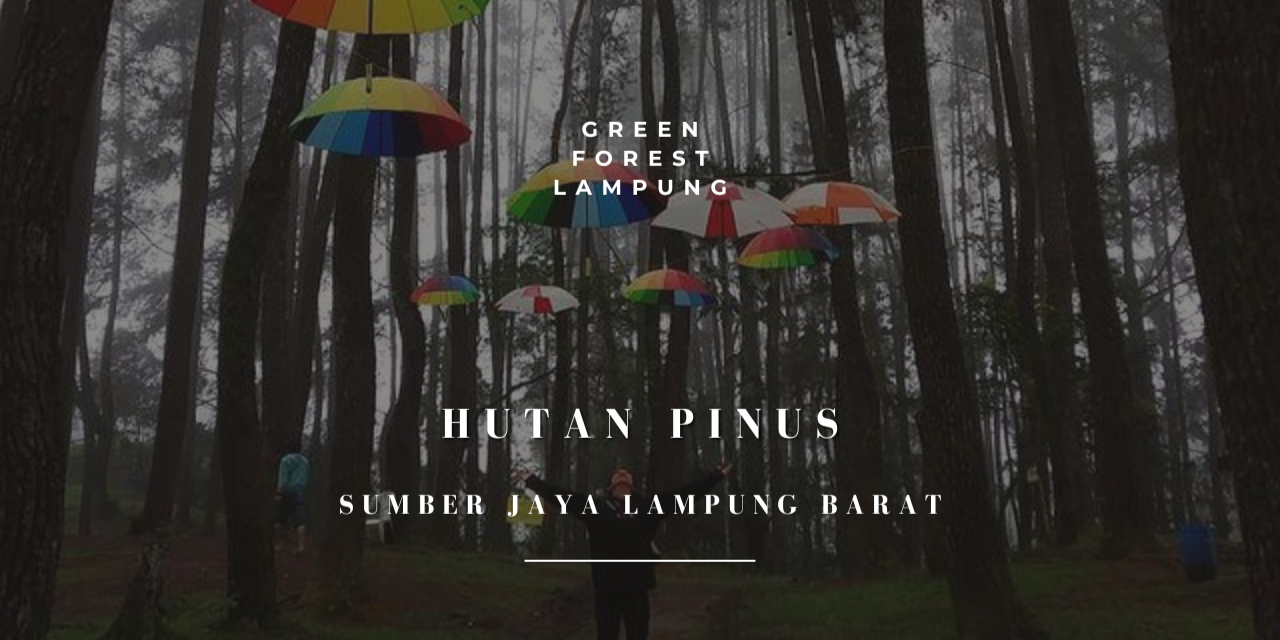 GREEN
FOREST
LAMPUNG
HUTAN PINUS
SUMBER JAYA LAMPUNG BARAT